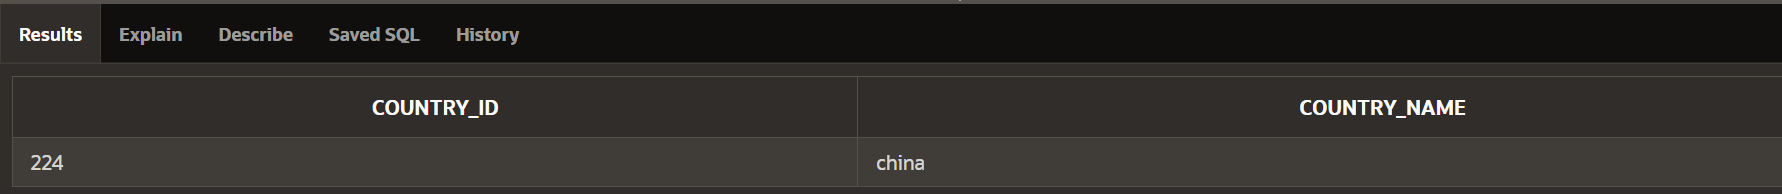 Results Explain Describe Saved SQL History
COUNTRY_ID COUNTRY_NAME
224 china